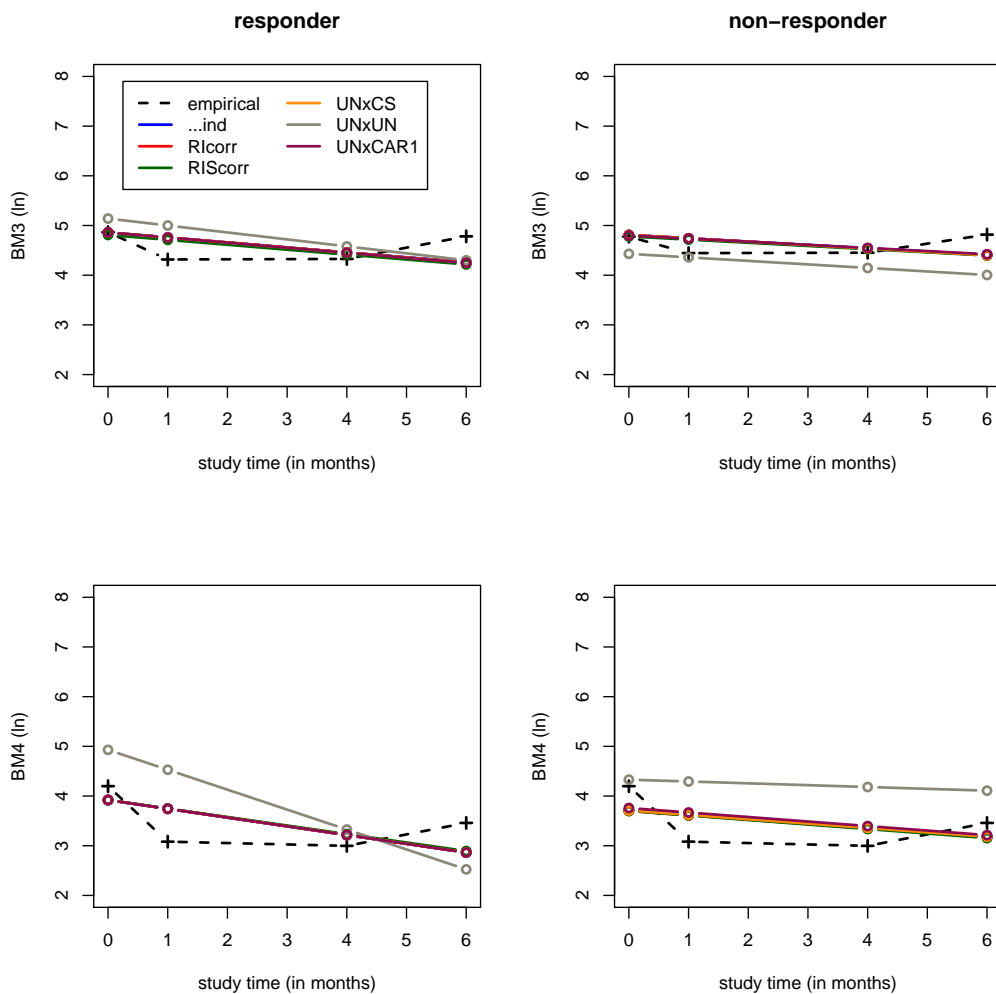 responder
non−responder
empirical
...ind
RIcorr
RIScorr
UNxCS
UNxUN
UNxCAR1
BM3 (ln)
2 3 4 5 6 7 8
0 1 2 3 4 5 6
study time (in months)
BM3 (ln)
2 3 4 5 6 7 8
0 1 2 3 4 5 6
study time (in months)
BM4 (ln)
2 3 4 5 6 7 8
0 1 2 3 4 5 6
study time (in months)
BM4 (ln)
2 3 4 5 6 7 8
0 1 2 3 4 5 6
study time (in months)